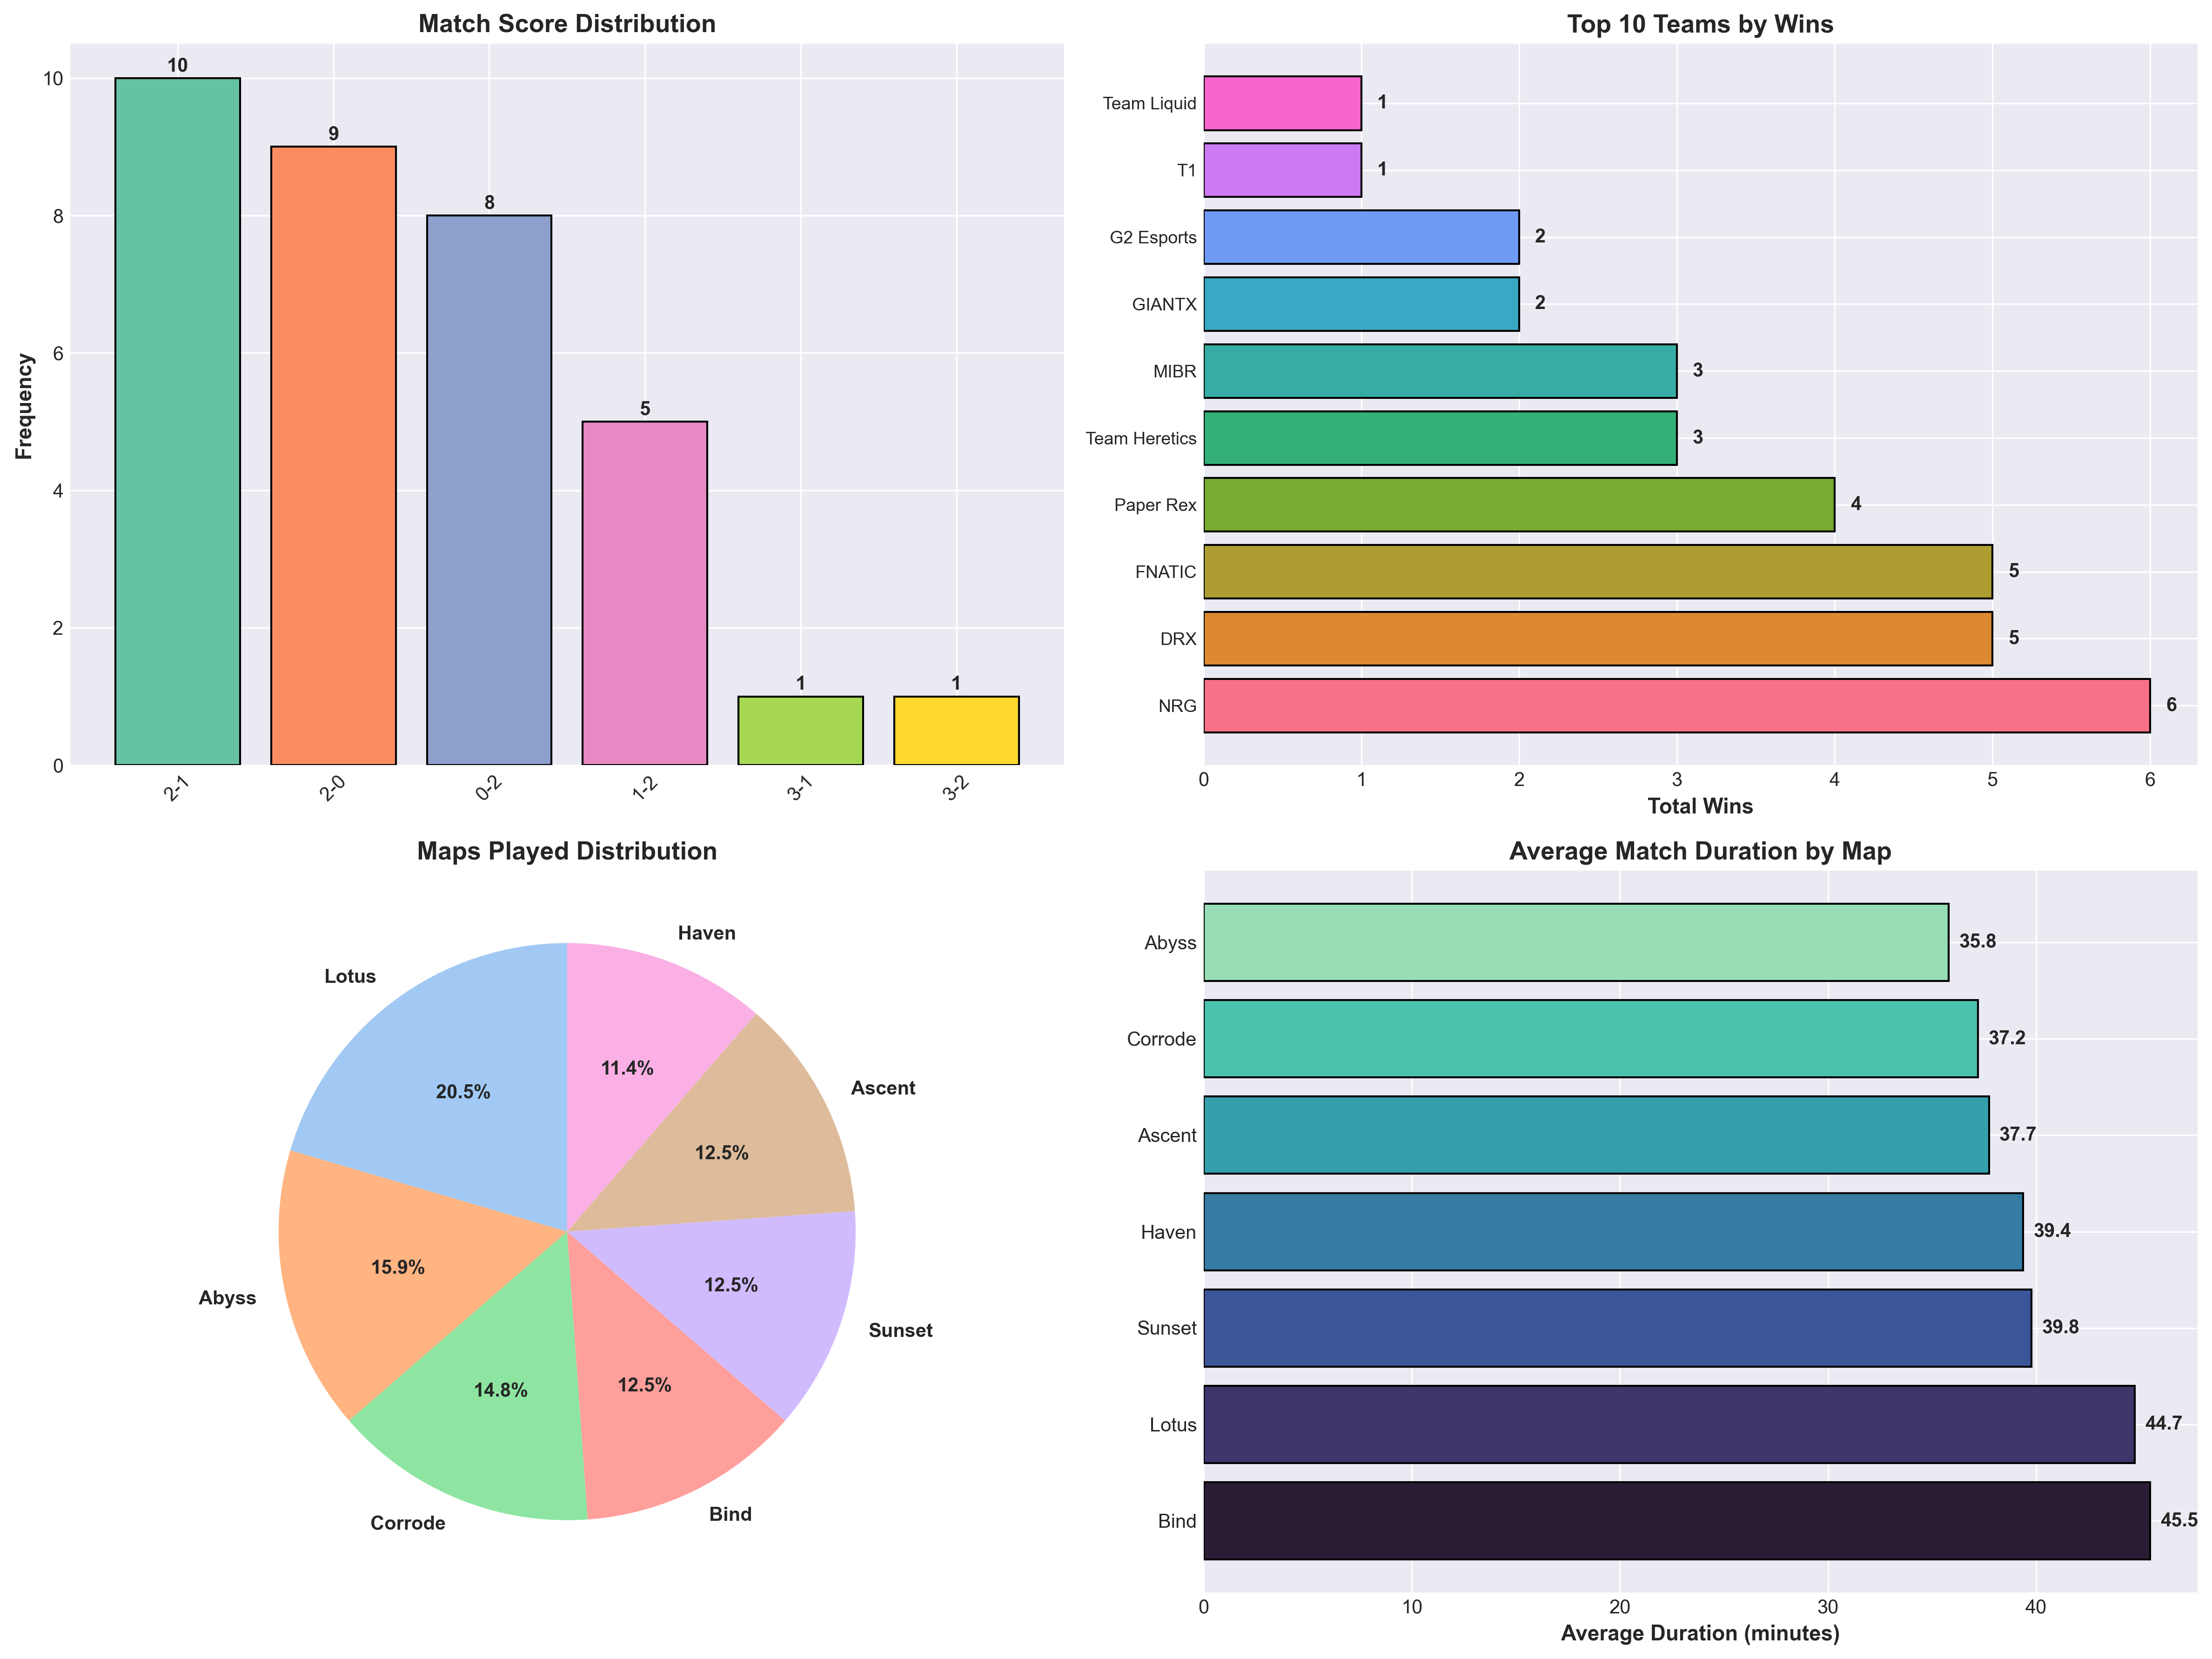 Match Score Distribution
Frequency
10
8
6
4
2
0
10
9
8
5
1
1
2-1
2-0
0-2
1-2
3-1
3-2
Top 10 Teams by Wins
Team Liquid 1
T1 1
G2 Esports 2
GIANTX 2
MIBR 3
Team Heretics 3
Paper Rex 4
FNATIC 5
DRX 5
NRG 6
0 1 2 3 4 5 6
Total Wins
Maps Played Distribution
Haven
11.4%
Lotus
20.5%
Ascent
12.5%
Abyss
15.9%
Sunset
12.5%
Corrode
14.8%
Bind
12.5%
Average Match Duration by Map
Abyss 35.8
Corrode 37.2
Ascent 37.7
Haven 39.4
Sunset 39.8
Lotus 44.7
Bind 45.5
0 10 20 30 40
Average Duration (minutes)